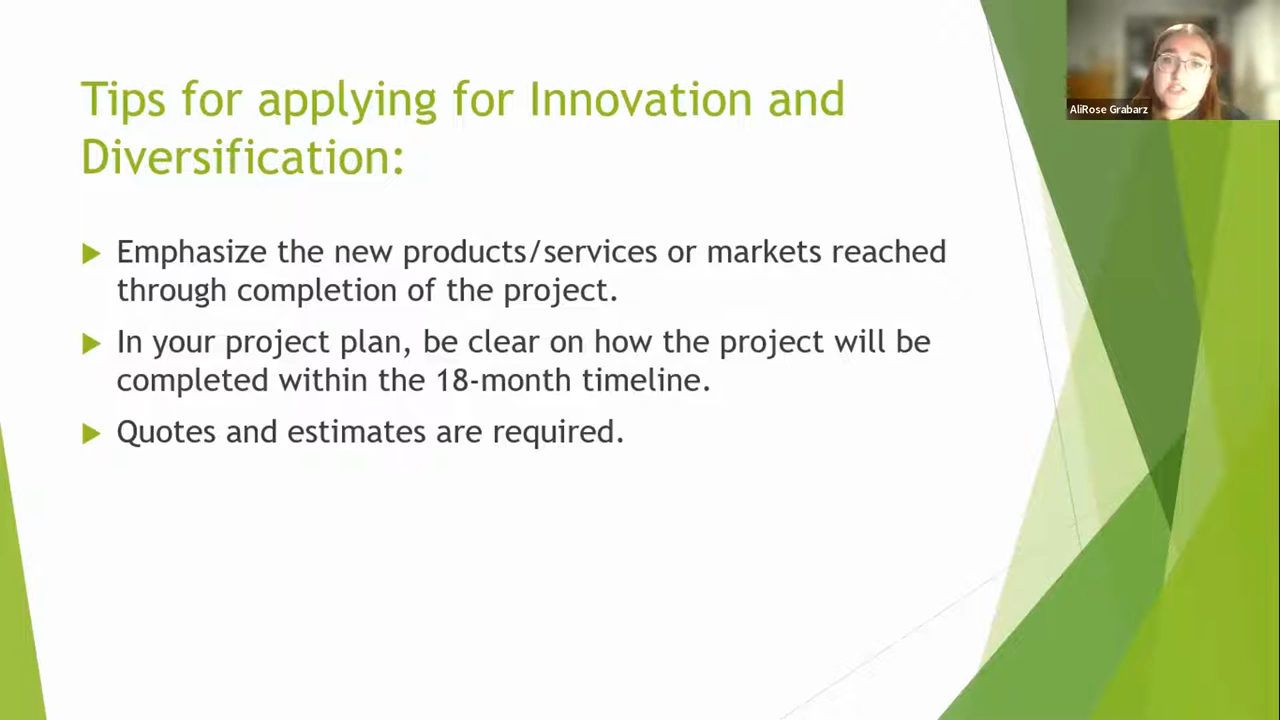 Tips for applying for Innovation and
Diversification:
Emphasize the new products/services or markets reached
through completion of the project.
In your project plan, be clear on how the project will be
completed within the 18-month timeline.
Quotes and estimates are required.
AliRose Grabarz